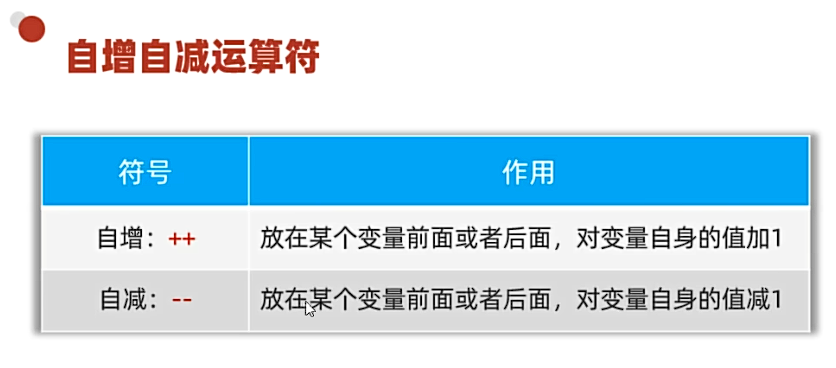 自增自减运算符
符号 作用
自增：++ 放在某个变量前面或者后面，对变量自身的值加1
自减：-- 放在某个变量前面或者后面，对变量自身的值减1